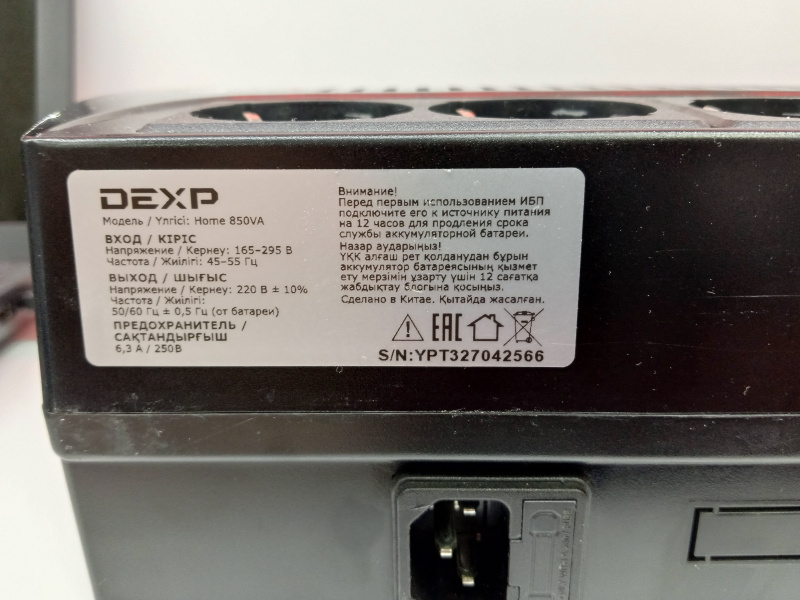 DEXP
Модель / Үлгісі: Home 850VA
ВХОД / КІРІС
Напряжение / Кернеу: 165–295 В
Частота / Жиілігі: 45–55 Гц
ВЫХОД / ШЫҒЫС
Напряжение / Кернеу: 220 В ± 10%
Частота / Жиілігі:
50/60 Гц ± 0,5 Гц (от батареи)
ПРЕДОХРАНИТЕЛЬ /
САҚТАНДЫРҒЫШ
6,3 А / 250В
Внимание!
Перед первым использованием ИБП
подключите его к источнику питания
на 12 часов для продления срока
службы аккумуляторной батареи.
Назар аударыңыз!
ҮҚК алғаш рет қолданудан бұрын
аккумулятор батареясының қызмет
ету мерзімін ұзарту үшін 12 сағатқа
жабдықтау блогына қосыңыз.
Сделано в Китае. Қытайда жасалған.
EAC
S/N:YPT327042566